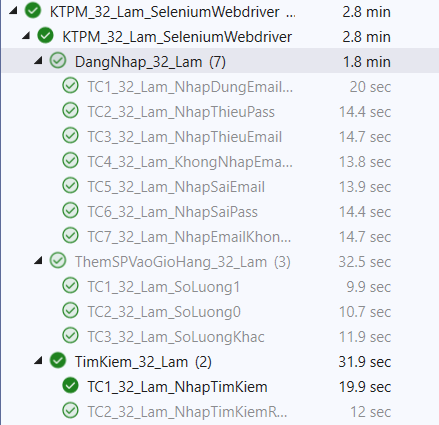 KTPM_32_Lam_SeleniumWebdriver ... 2.8 min
KTPM_32_Lam_SeleniumWebdriver 2.8 min
DangNhap_32_Lam (7) 1.8 min
TC1_32_Lam_NhapDungEmail... 20 sec
TC2_32_Lam_NhapThieuPass 14.4 sec
TC3_32_Lam_NhapThieuEmail 14.7 sec
TC4_32_Lam_KhongNhapEma... 13.8 sec
TC5_32_Lam_NhapSaiEmail 13.9 sec
TC6_32_Lam_NhapSaiPass 14.4 sec
TC7_32_Lam_NhapEmailKhon... 14.7 sec
ThemSPVaoGioHang_32_Lam (3) 32.5 sec
TC1_32_Lam_SoLuong1 9.9 sec
TC2_32_Lam_SoLuong0 10.7 sec
TC3_32_Lam_SoLuongKhac 11.9 sec
TimKiem_32_Lam (2) 31.9 sec
TC1_32_Lam_NhapTimKiem 19.9 sec
TC2_32_Lam_NhapTimKiemR... 12 sec